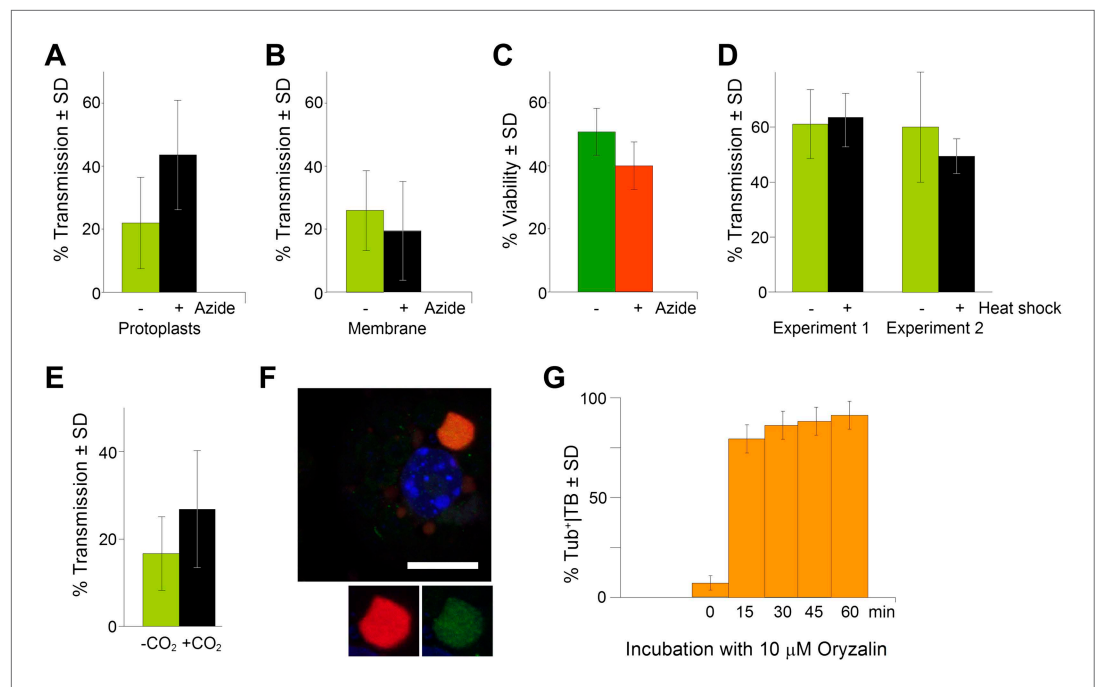 A
% Transmission ± SD
60
40
20
0
- + Azide
Protoplasts
B
% Transmission ± SD
60
40
20
0
- + Azide
Membrane
C
% Viability ± SD
60
40
20
0
- + Azide
D
% Transmission ± SD
60
40
20
0
- + - + Heat shock
Experiment 1 Experiment 2
E
% Transmission ± SD
40
20
0
-CO₂ +CO₂
F
G
% Tub⁺|TB ± SD
100
50
0
0 15 30 45 60 min
Incubation with 10 μM Oryzalin